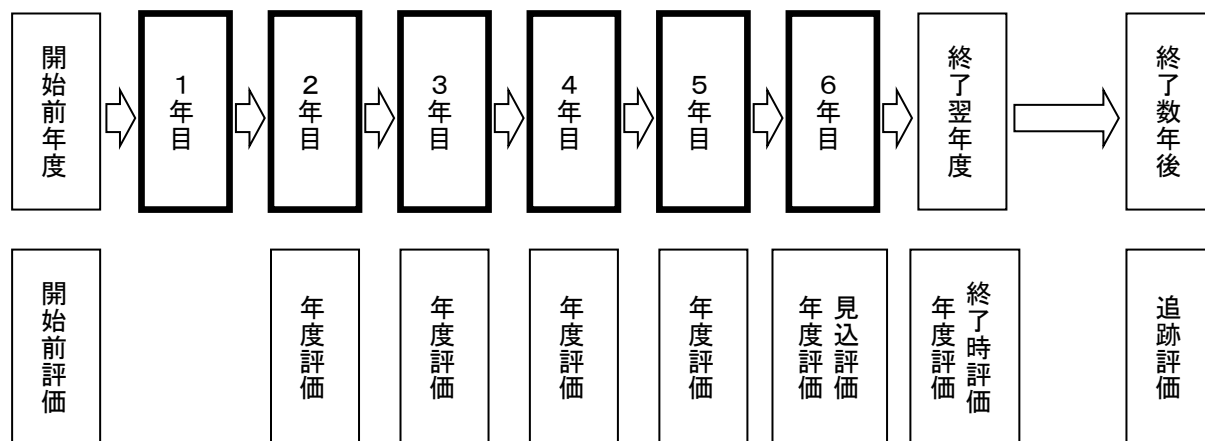 開始前年度
1年目
2年目
3年目
4年目
5年目
6年目
終了翌年度
終了数年後
開始前評価
年度評価
年度評価
年度評価
年度評価
見込評価
年度評価
終了時評価
年度評価
追跡評価